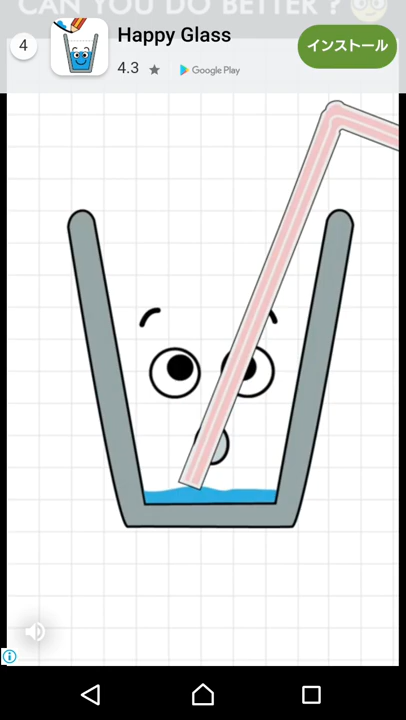 CAN YOU DO BETTER ?
4
Happy Glass
インストール
4.3
Google Play